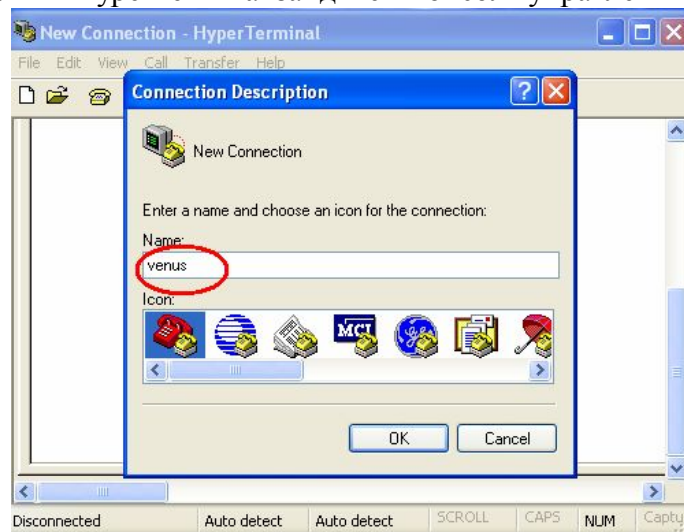 New Connection - HyperTerminal
File Edit View Call Transfer Help
Connection Description
New Connection
Enter a name and choose an icon for the connection:
Name:
venus
Icon:
MCI
OK Cancel
Disconnected Auto detect Auto detect SCROLL CAPS NUM